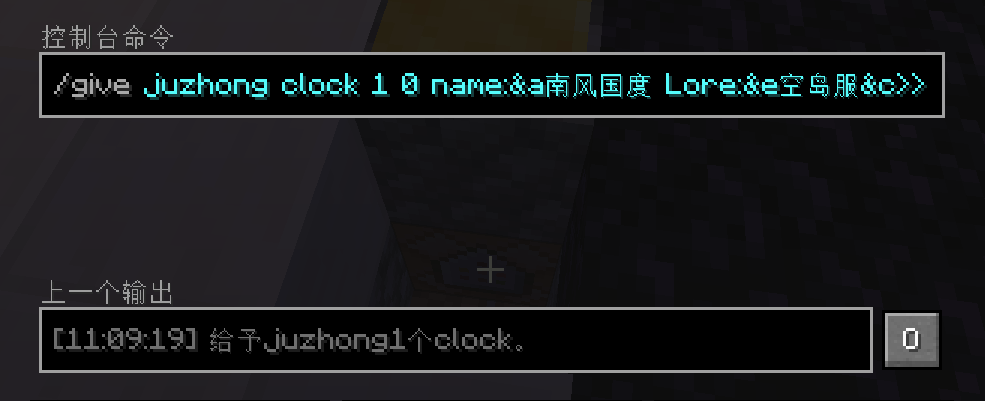 控制台命令
/give juzhong clock 1 0 name:&a南风国度 Lore:&e空岛服&c>>
上一个输出
[11:09:19] 给予juzhong1个clock。
O